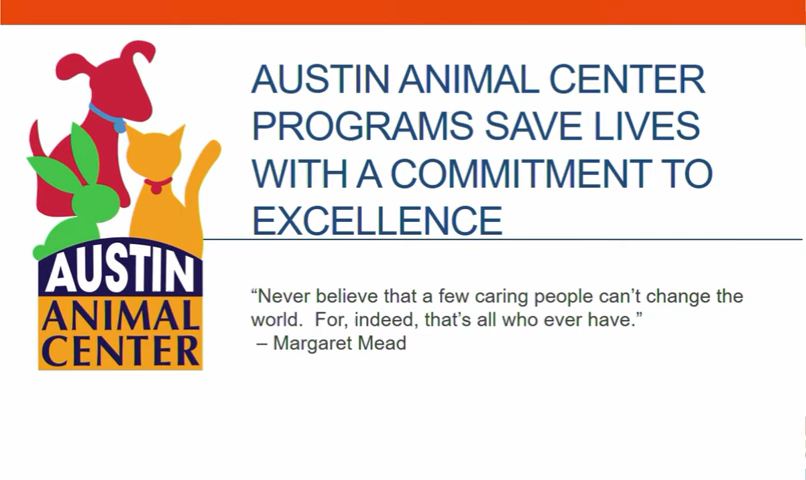 AUSTIN ANIMAL CENTER
PROGRAMS SAVE LIVES
WITH A COMMITMENT TO
EXCELLENCE
AUSTIN
ANIMAL
CENTER
“Never believe that a few caring people can’t change the
world.  For, indeed, that’s all who ever have.”
– Margaret Mead